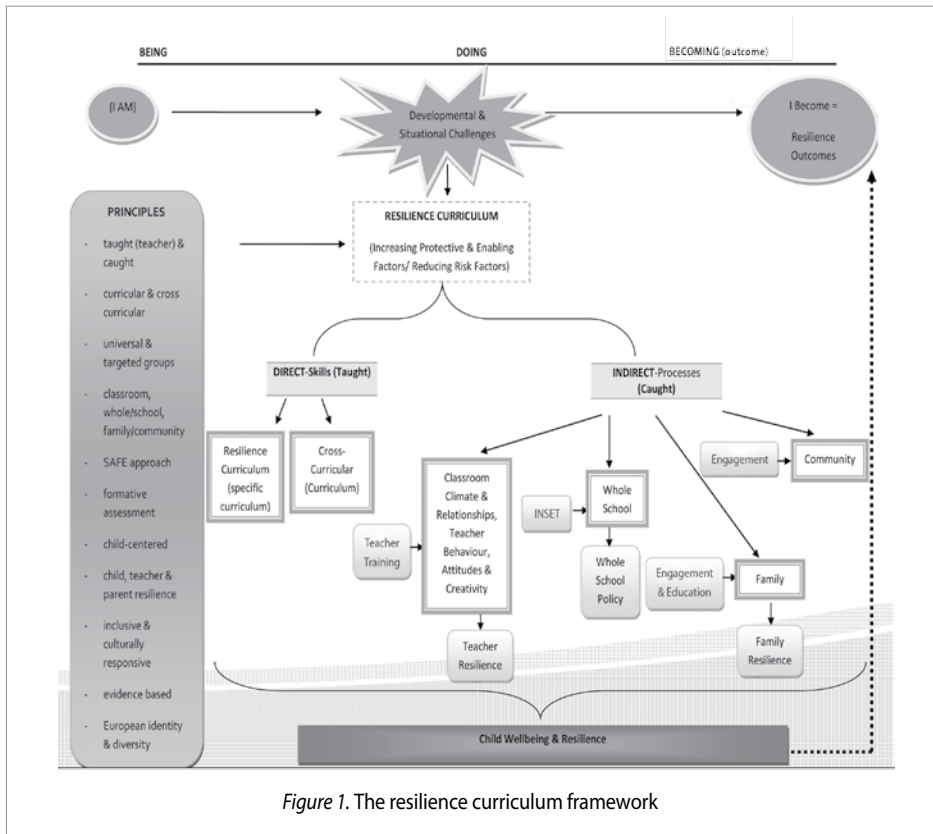 BEING
DOING
BECOMING (outcome)
(I AM)
Developmental &
Situational Challenges
I Become =
Resilience
Outcomes
PRINCIPLES
- taught (teacher) &
caught
- curricular & cross
curricular
- universal &
targeted groups
- classroom,
whole/school,
family/community
- SAFE approach
- formative
assessment
- child-centered
- child, teacher &
parent resilience
- inclusive &
culturally
responsive
- evidence based
- European identity
& diversity
RESILIENCE CURRICULUM
(Increasing Protective & Enabling
Factors/ Reducing Risk Factors)
DIRECT-Skills (Taught)
INDIRECT-Processes
(Caught)
Resilience
Curriculum
(specific
curriculum)
Cross-
Curricular
(Curriculum)
Teacher
Training
Classroom
Climate &
Relationships,
Teacher
Behaviour,
Attitudes &
Creativity
Teacher
Resilience
INSET
Whole
School
Whole
School
Policy
Engagement
& Education
Family
Family
Resilience
Engagement
Community
Child Wellbeing & Resilience
Figure 1. The resilience curriculum framework